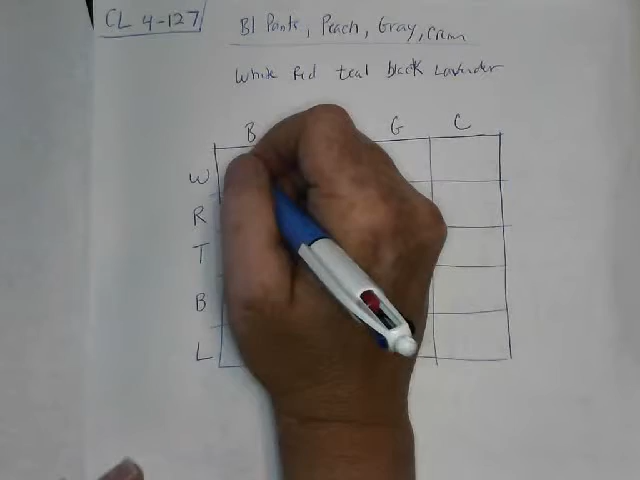 CL 4-127
Bl Pants, Peach, Gray, Cream
White Red teal black Lavender
B G C
W
R
T
B
L